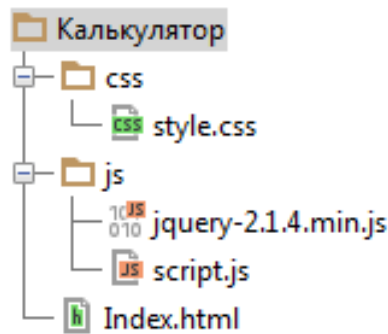 Калькулятор
css
style.css
js
jquery-2.1.4.min.js
script.js
Index.html